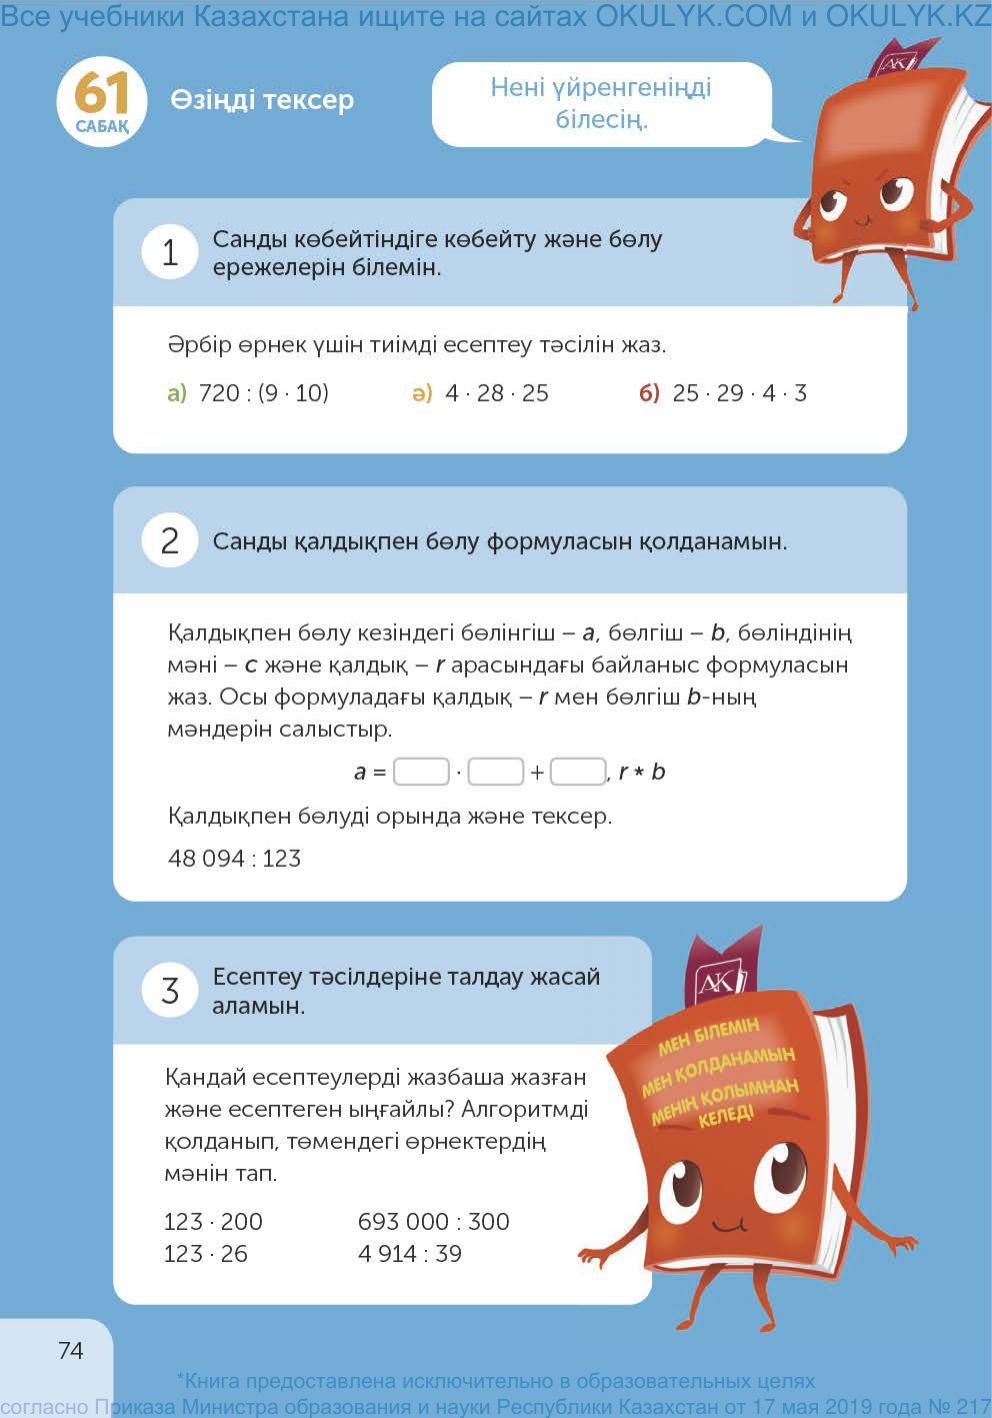 Все учебники Казахстана ищите на сайтах OKULYK.COM и OKULYK.KZ
61
САБАҚ
Өзіңді тексер
Нені үйренгеніңді
білесің.
АК
1
Санды көбейтіндіге көбейту және бөлу
ережелерін білемін.
Әрбір өрнек үшін тиімді есептеу тәсілін жаз.
а) 720 : (9 · 10) ә) 4 · 28 · 25 б) 25 · 29 · 4 · 3
2
Санды қалдықпен бөлу формуласын қолданамын.
Қалдықпен бөлу кезіндегі бөлінгіш – a, бөлгіш – b, бөліндінің
мәні – c және қалдық – r арасындағы байланыс формуласын
жаз. Осы формуладағы қалдық – r мен бөлгіш b-ның
мәндерін салыстыр.
a = · + , r * b
Қалдықпен бөлуді орында және тексер.
48 094 : 123
3
Есептеу тәсілдеріне талдау жасай
аламын.
Қандай есептеулерді жазбаша жазған
және есептеген ыңғайлы? Алгоритмді
қолданып, төмендегі өрнектердің
мәнін тап.
123 · 200 693 000 : 300
123 · 26 4 914 : 39
АК
МЕН БІЛЕМІН
МЕН ҚОЛДАНАМЫН
МЕНІҢ ҚОЛЫМНАН
КЕЛЕДІ
74
*Книга предоставлена исключительно в образовательных целях
согласно Приказа Министра образования и науки Республики Казахстан от 17 мая 2019 года № 217